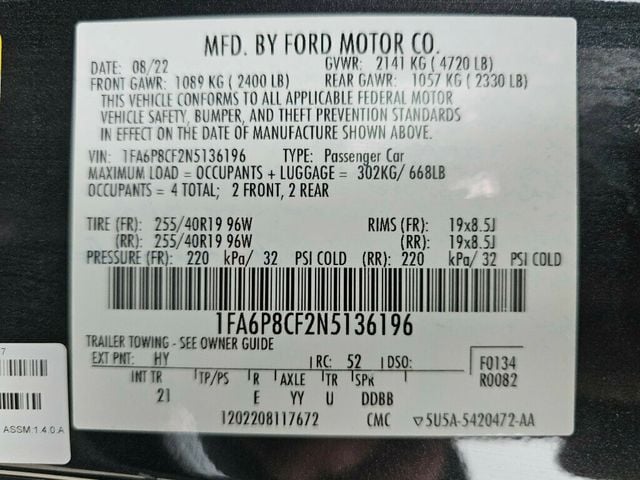 MFD. BY FORD MOTOR CO.
DATE: 08/22 GVWR: 2141 KG (4720 LB)
FRONT GAWR: 1089 KG (2400 LB) REAR GAWR: 1057 KG (2330 LB)
THIS VEHICLE CONFORMS TO ALL APPLICABLE FEDERAL MOTOR
VEHICLE SAFETY, BUMPER, AND THEFT PREVENTION STANDARDS
IN EFFECT ON THE DATE OF MANUFACTURE SHOWN ABOVE.
VIN: 1FA6P8CF2N5136196 TYPE: Passenger Car
MAXIMUM LOAD = OCCUPANTS + LUGGAGE = 302KG/ 668LB
OCCUPANTS = 4 TOTAL; 2 FRONT, 2 REAR
TIRE (FR): 255/40R19 96W RIMS (FR): 19x8.5J
(RR): 255/40R19 96W (RR): 19x8.5J
PRESSURE (FR): 220 kPa/ 32 PSI COLD (RR): 220 kPa/ 32 PSI COLD
1FA6P8CF2N5136196
TRAILER TOWING - SEE OWNER GUIDE
EXT PNT: HY RC: 52 DSO: F0134
INT TR TP/PS R AXLE TR SPR R0082
21 E YY U DDBB
1202208117672 CMC ▽5U5A-5420472-AA
7
ASSM 1.4.0.A